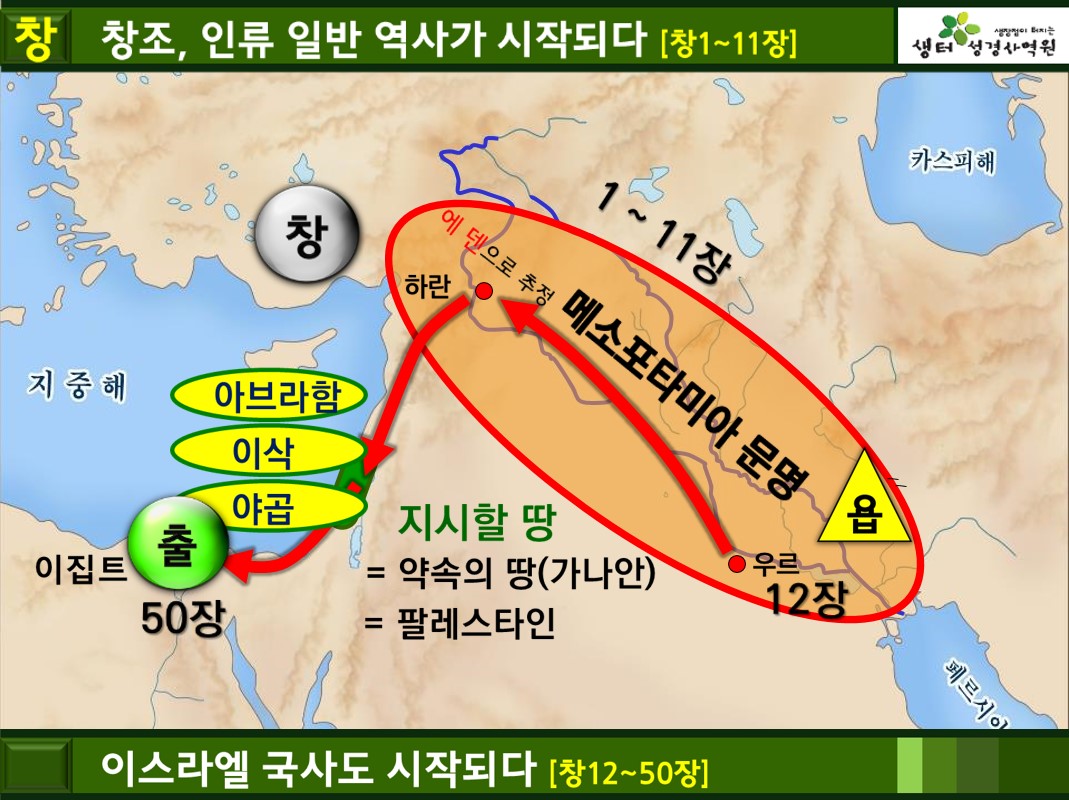 창
창조, 인류 일반 역사가 시작되다 [창1~11장]
생장점이 터지는
생터 성경사역원
카스피해
1 ~ 11장
창
에 덴으로 추정
하란
메소포타미아 문명
지 중 해
아브라함
이삭
야곱
욥
지시할 땅
출
이집트
= 약속의 땅(가나안)
우르
12장
50장
= 팔레스타인
페르시아
이스라엘 국사도 시작되다 [창12~50장]